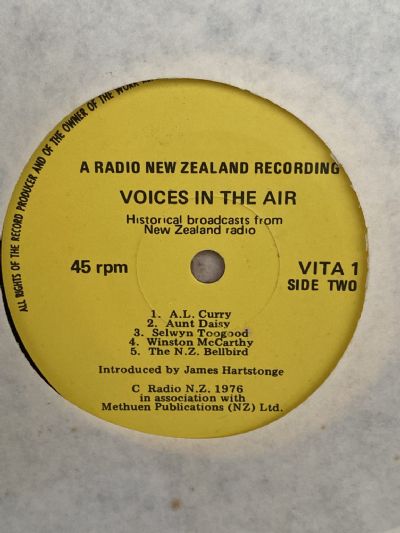 ALL RIGHTS OF THE RECORD PRODUCER AND OF THE OWNER OF THE WORK
A RADIO NEW ZEALAND RECORDING
VOICES IN THE AIR
Historical broadcasts from
New Zealand radio
45 rpm
VITA 1
SIDE TWO
1. A.L. Curry
2. Aunt Daisy
3. Selwyn Toogood
4. Winston McCarthy
5. The N.Z. Bellbird
Introduced by James Hartstonge
C Radio N.Z. 1976
in association with
Methuen Publications (NZ) Ltd.